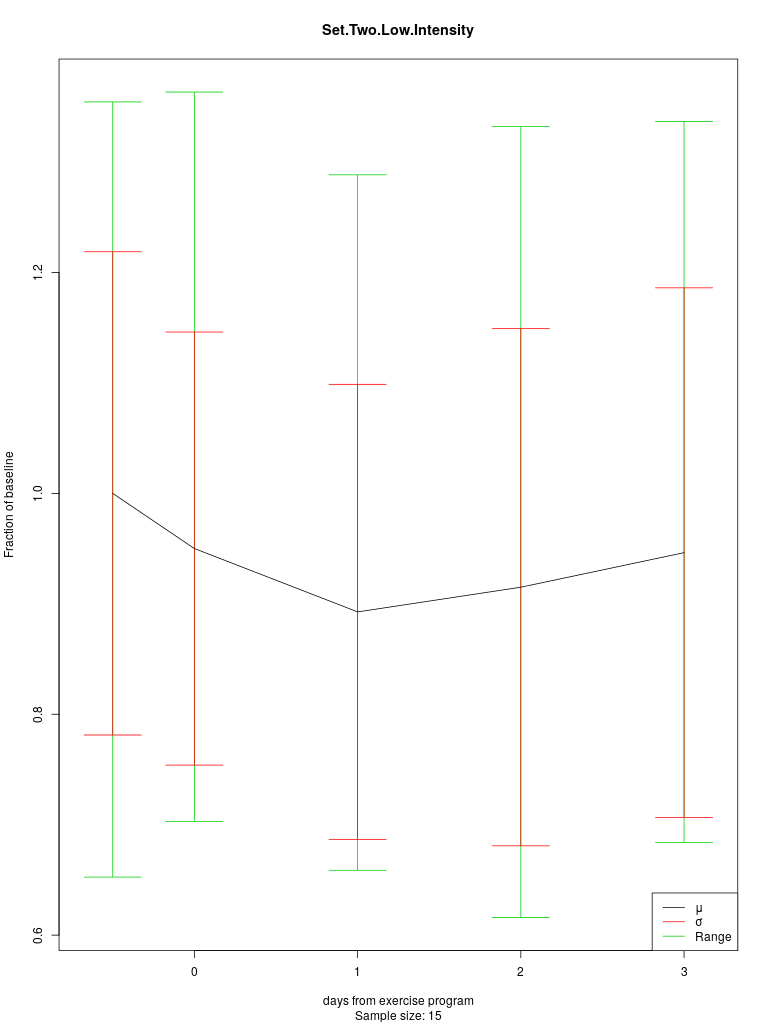 Set.Two.Low.Intensity
Fraction of baseline
1.2
1.0
0.8
0.6
0 1 2 3
μ
σ
Range
days from exercise program
Sample size: 15